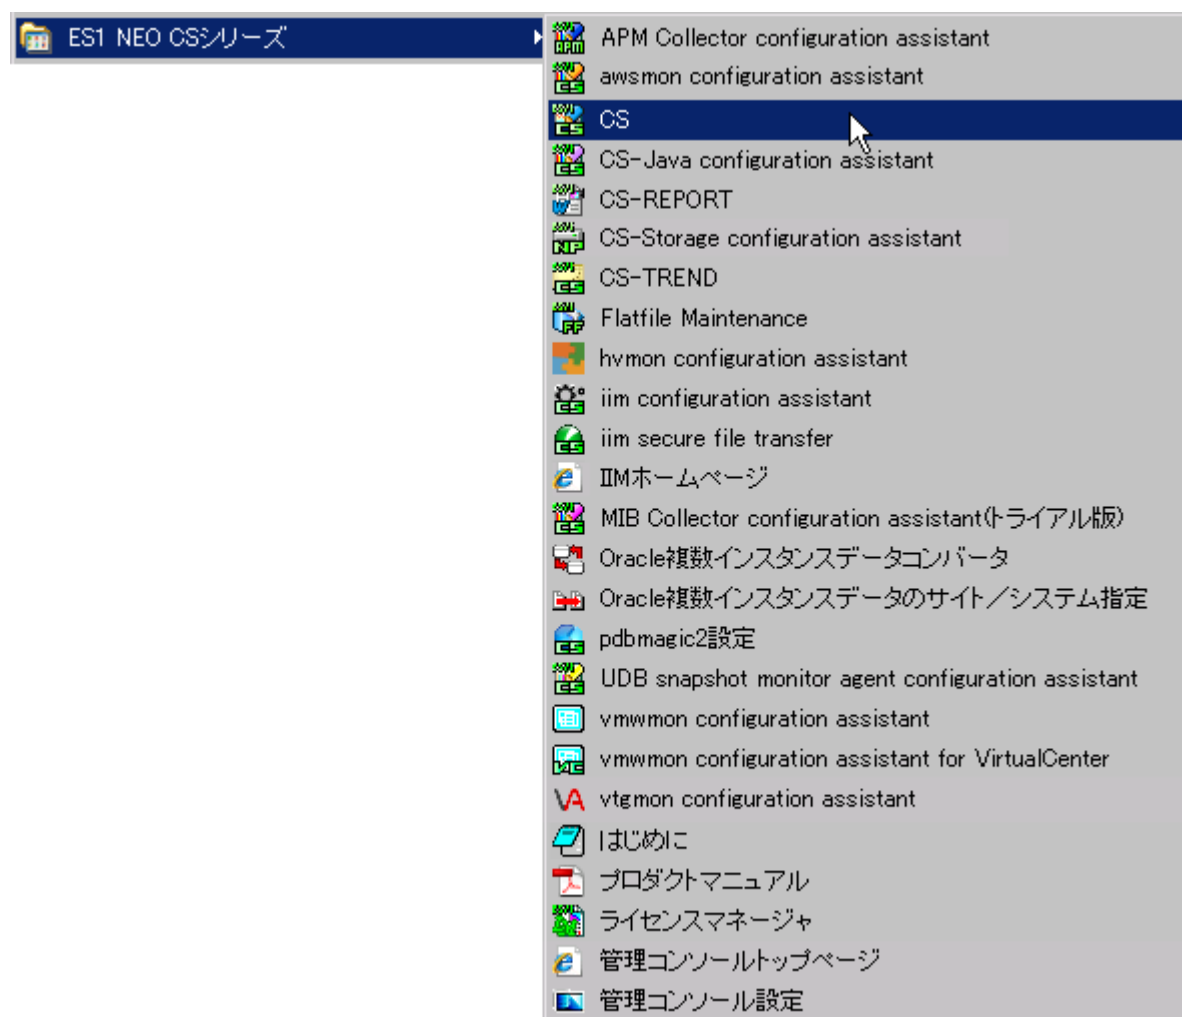 ES1 NEO CSシリーズ
APM Collector configuration assistant
awsmon configuration assistant
CS
CS-Java configuration assistant
CS-REPORT
CS-Storage configuration assistant
CS-TREND
Flatfile Maintenance
hvmon configuration assistant
iim configuration assistant
iim secure file transfer
IIMホームページ
MIB Collector configuration assistant(トライアル版)
Oracle複数インスタンスデータコンバータ
Oracle複数インスタンスデータのサイト／システム指定
pdbmagic2設定
UDB snapshot monitor agent configuration assistant
vmwmon configuration assistant
vmwmon configuration assistant for VirtualCenter
vtgmon configuration assistant
はじめに
プロダクトマニュアル
ライセンスマネージャ
管理コンソールトップページ
管理コンソール設定